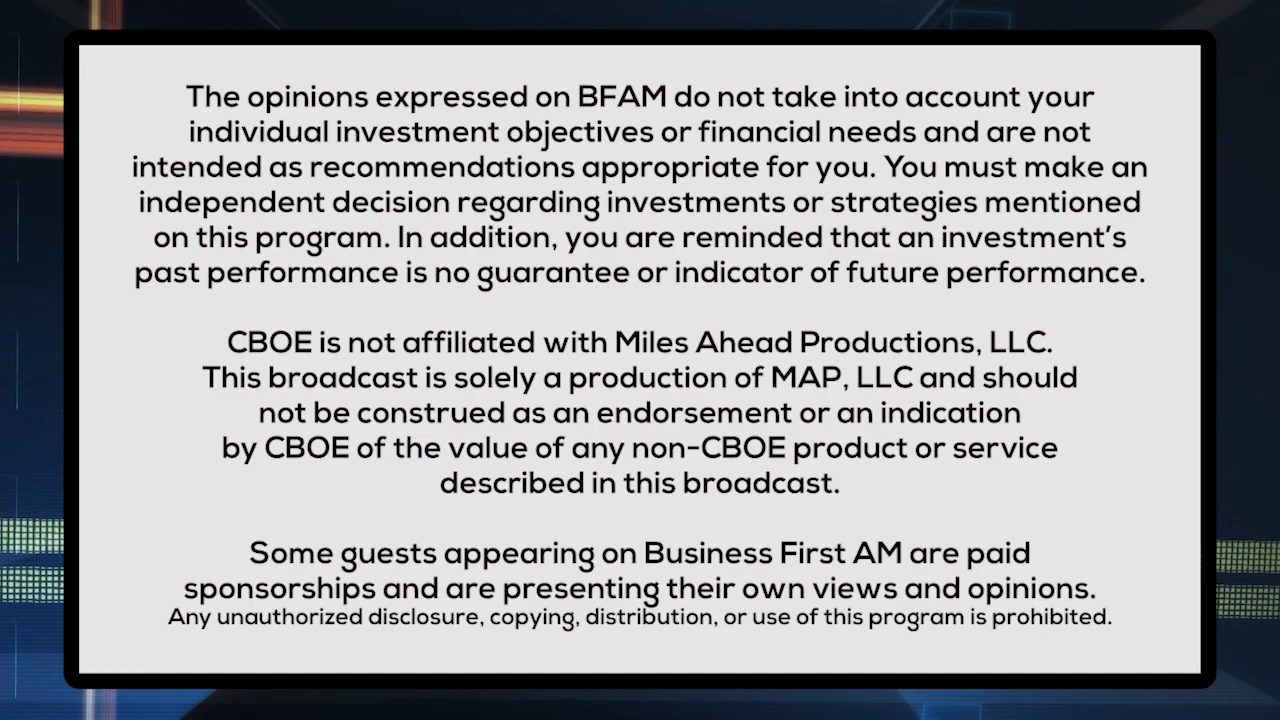 The opinions expressed on BFAM do not take into account your
individual investment objectives or financial needs and are not
intended as recommendations appropriate for you. You must make an
independent decision regarding investments or strategies mentioned
on this program. In addition, you are reminded that an investment's
past performance is no guarantee or indicator of future performance.
CBOE is not affiliated with Miles Ahead Productions, LLC.
This broadcast is solely a production of MAP, LLC and should
not be construed as an endorsement or an indication
by CBOE of the value of any non-CBOE product or service
described in this broadcast.
Some guests appearing on Business First AM are paid
sponsorships and are presenting their own views and opinions.
Any unauthorized disclosure, copying, distribution, or use of this program is prohibited.